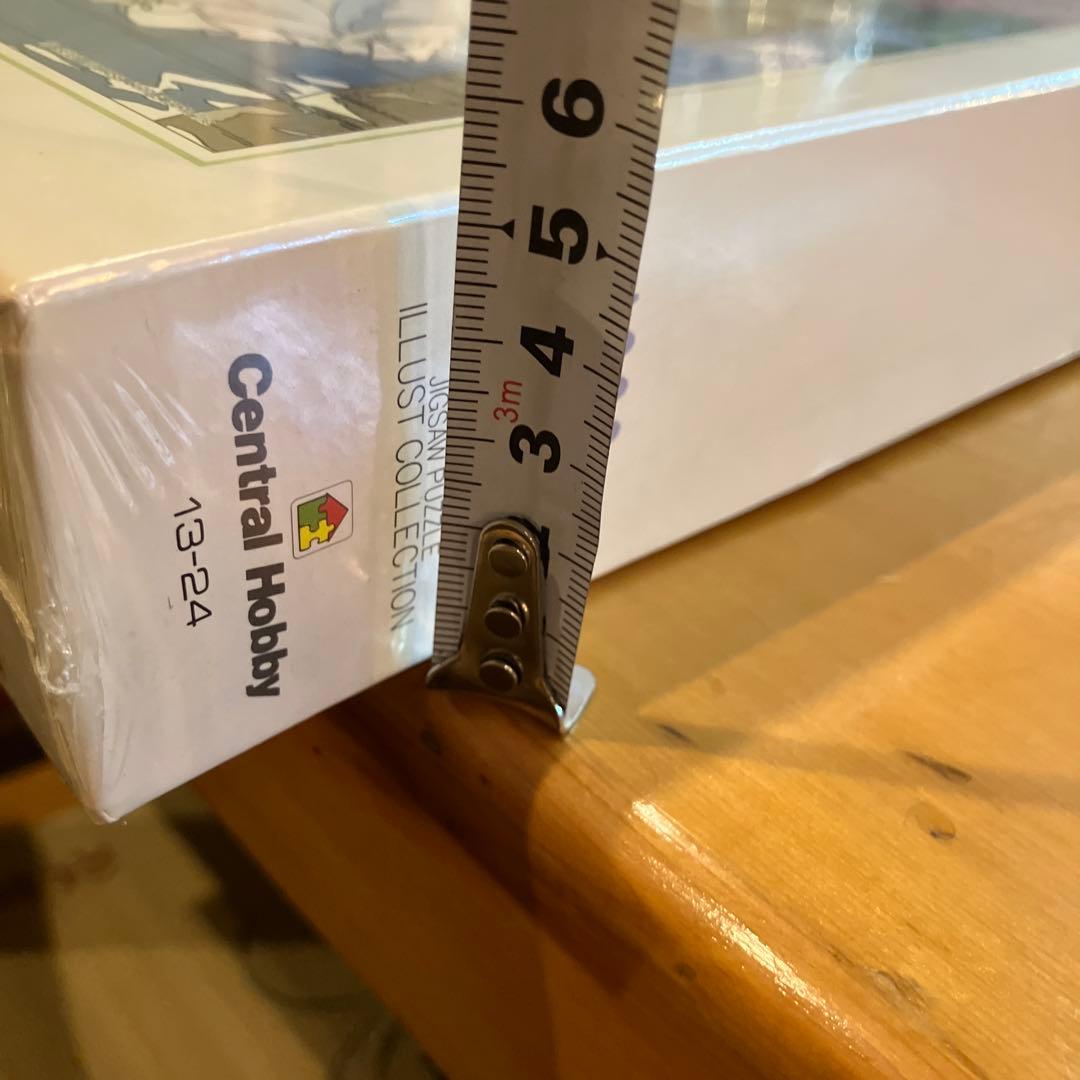 Central Hobby
13-24
ILLUST COLLECTION
JIGSAW PUZZLE
6
5
4
3m
3